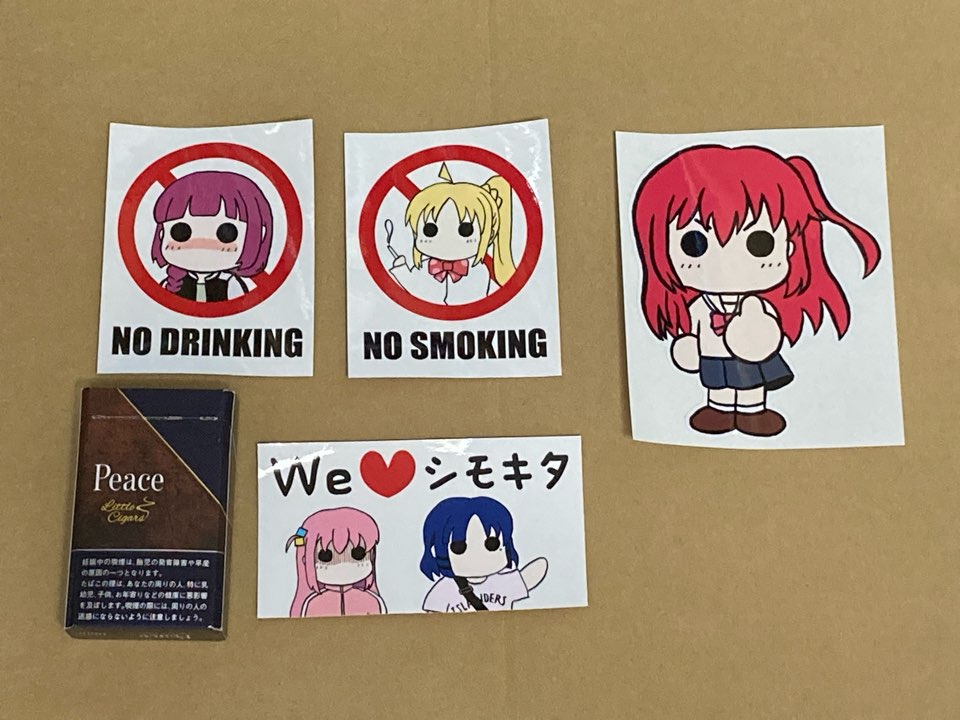 NO DRINKING
NO SMOKING
Peace
Little
Cigars
妊娠中の喫煙は、胎児の発育障害や早産
の原因の一つとなります。
たばこの煙は、あなたの周りの人、特に乳
幼児、子供、お年寄りなどの健康に悪影響
を及ぼします。喫煙の際には、周りの人の
迷惑にならないように注意しましょう。
We シモキタ